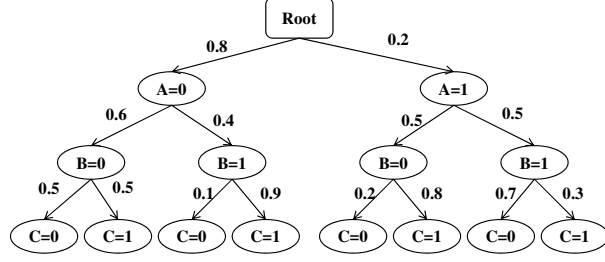 Root
0.8 0.2
A=0 A=1
0.6 0.4 0.5 0.5
B=0 B=1 B=0 B=1
0.5 0.5 0.1 0.9 0.2 0.8 0.7 0.3
C=0 C=1 C=0 C=1 C=0 C=1 C=0 C=1